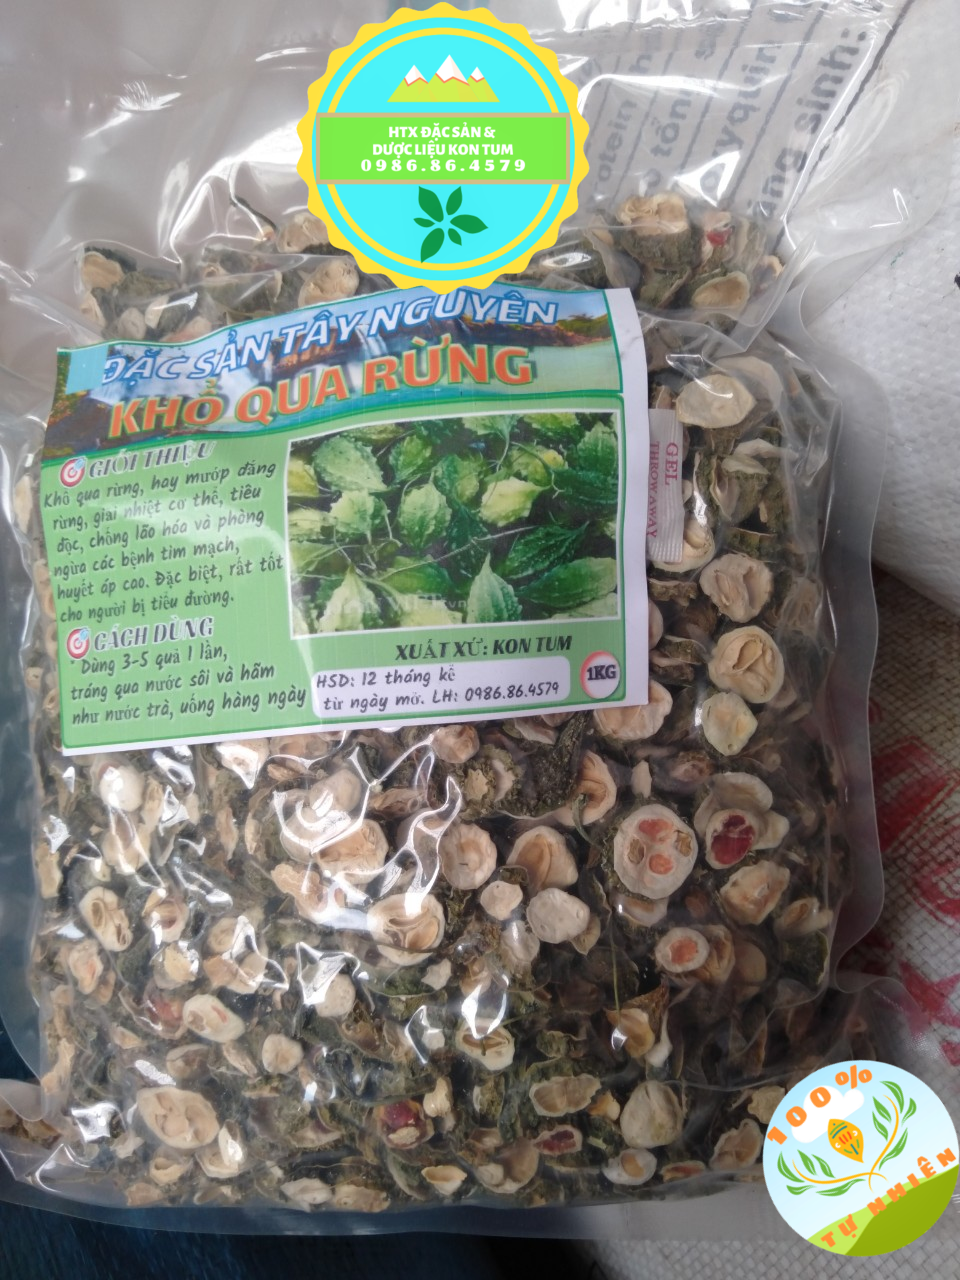 HTX ĐẶC SẢN &
DƯỢC LIỆU KON TUM
0986.86.4579
ĐẶC SẢN TÂY NGUYÊN
KHỔ QUA RỪNG
GIỚI THIỆU
Khổ qua rừng, hay mướp đắng
rừng, giải nhiệt cơ thể, tiêu
độc, chống lão hóa và phòng
ngừa các bệnh tim mạch,
huyết áp cao. Đặc biệt, rất tốt
cho người bị tiểu đường.
CÁCH DÙNG
* Dùng 3-5 quả 1 lần,
tráng qua nước sôi và hãm
như nước trà, uống hàng ngày
XUẤT XỨ: KON TUM
HSD: 12 tháng kể
từ ngày mở. LH: 0986.86.4579
1KG
GEL
THROW AWAY
100%
TỰ NHIÊN